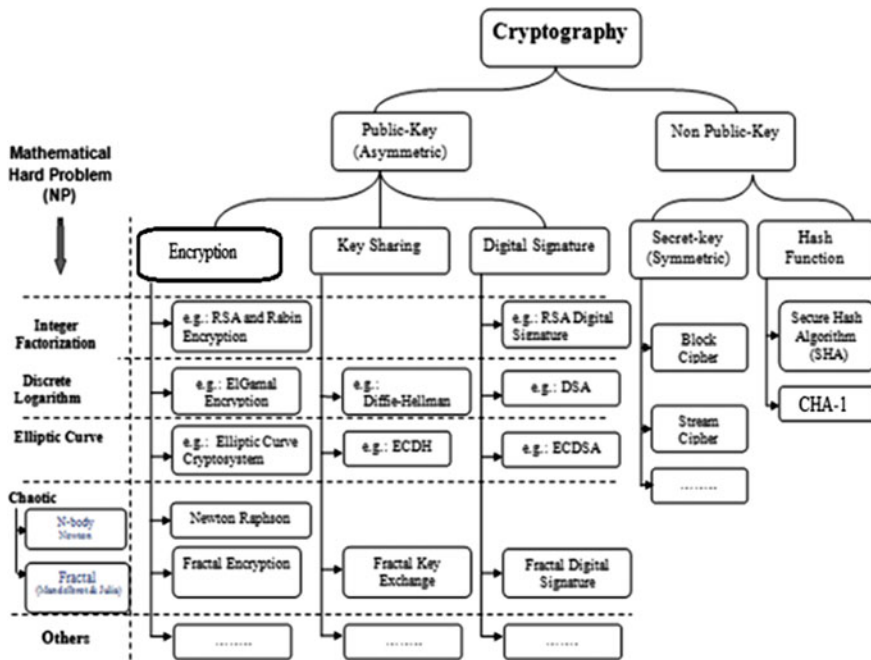 Cryptography
Public-Key
(Asymmetric)
Non Public-Key
Mathematical
Hard Problem
(NP)
Encryption
Key Sharing
Digital Signature
Secret-key
(Symmetric)
Hash
Function
Integer
Factorization
e.g.: RSA and Rabin
Encryption
e.g.: RSA Digital
Signature
Block
Cipher
Secure Hash
Algorithm
(SHA)
Discrete
Logarithm
e.g.: ElGamal
Encryption
e.g.:
Diffie-Hellman
e.g.: DSA
CHA-1
Elliptic Curve
e.g.: Elliptic Curve
Cryptosystem
e.g.: ECDH
e.g.: ECDSA
Stream
Cipher
.........
Chaotic
N-body
Newton
Newton Raphson
Fractal
(Mandelbrot & Julia)
Fractal Encryption
Fractal Key
Exchange
Fractal Digital
Signature
Others
.........
.........
.........